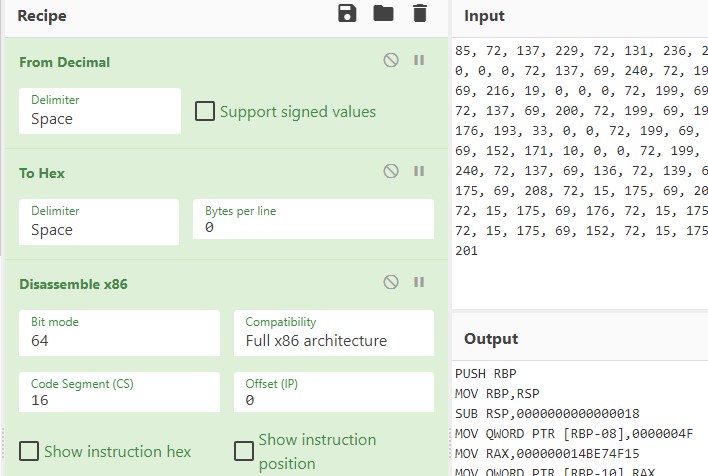 Recipe
From Decimal
Delimiter
Space
Support signed values
To Hex
Delimiter
Space
Bytes per line
0
Disassemble x86
Bit mode
64
Compatibility
Full x86 architecture
Code Segment (CS)
16
Offset (IP)
0
Show instruction hex
Show instruction position
Input
85, 72, 137, 229, 72, 131, 236, 2
0, 0, 0, 72, 137, 69, 240, 72, 19
69, 216, 19, 0, 0, 0, 72, 199, 69
72, 137, 69, 200, 72, 199, 69, 19
176, 193, 33, 0, 0, 72, 199, 69,
69, 152, 171, 10, 0, 0, 72, 199,
240, 72, 137, 69, 136, 72, 139, 6
175, 69, 208, 72, 15, 175, 69, 20
72, 15, 175, 69, 176, 72, 15, 175
72, 15, 175, 69, 152, 72, 15, 175
201
Output
PUSH RBP
MOV RBP,RSP
SUB RSP,0000000000000018
MOV QWORD PTR [RBP-08],0000004F
MOV RAX,000000014BE74F15
MOV QWORD PTR [RBP-10],RAX